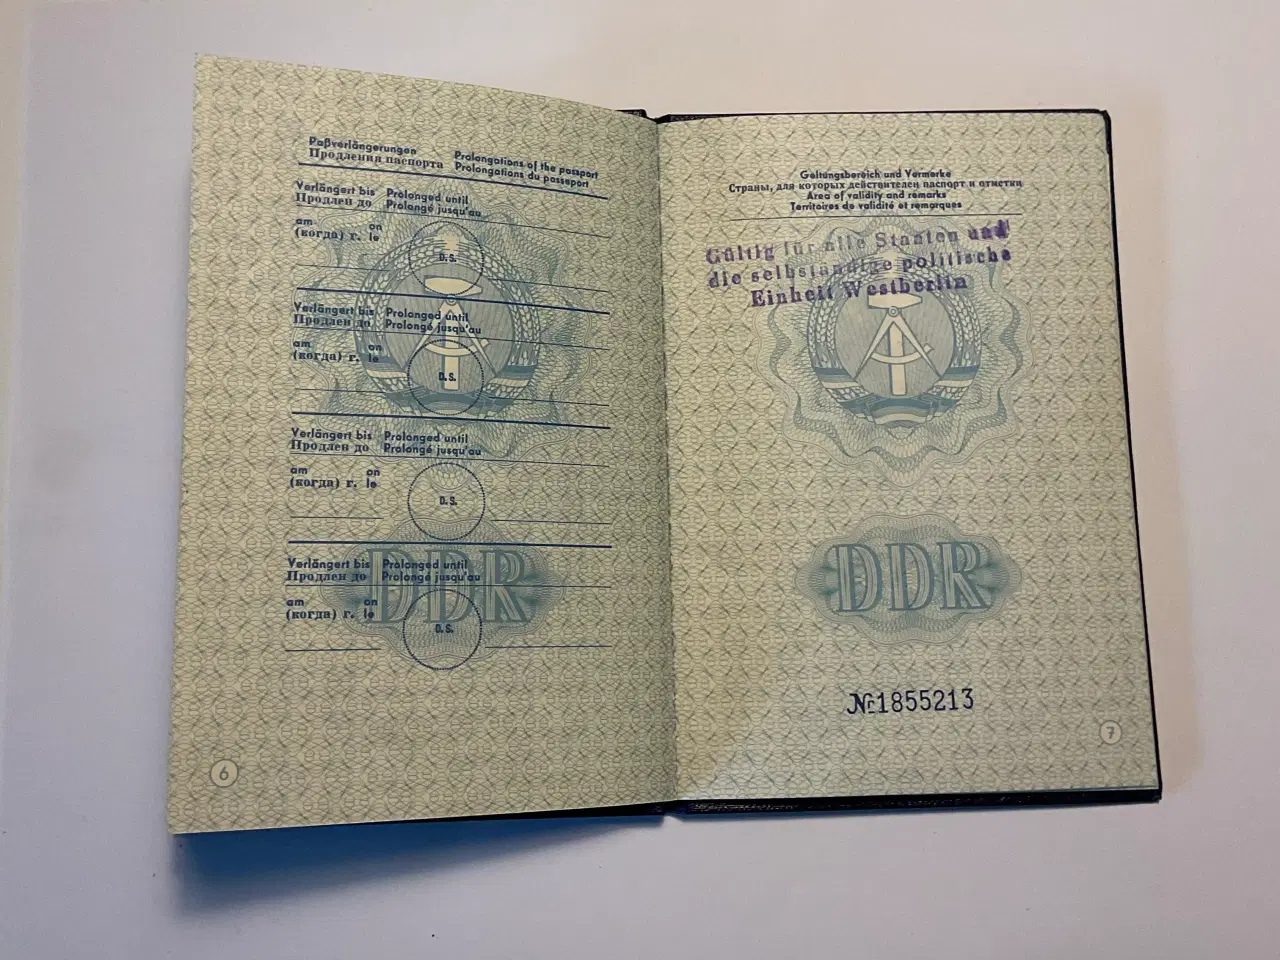 Paßverlängerungen Prolongations of the passport
Продления паспорта Prolongations du passeport
Verlängert bis Prolonged until
Продлен до Prolongé jusqu'au
am on
(когда) г. le
D.S.
Verlängert bis Prolonged until
Продлен до Prolongé jusqu'au
am on
(когда) г. le
D.S.
Verlängert bis Prolonged until
Продлен до Prolongé jusqu'au
am on
(когда) г. le
D.S.
Verlängert bis Prolonged until
Продлен до Prolongé jusqu'au
am on
(когда) г. le
D.S.
DDR
6
Geltungsbereich und Vermerke
Страны, для которых действителен паспорт и отметки
Area of validity and remarks
Territoires de validité et remarques
Gültig für alle Staaten und
die selbständige politische
Einheit Westberlin
DDR
№1855213
7